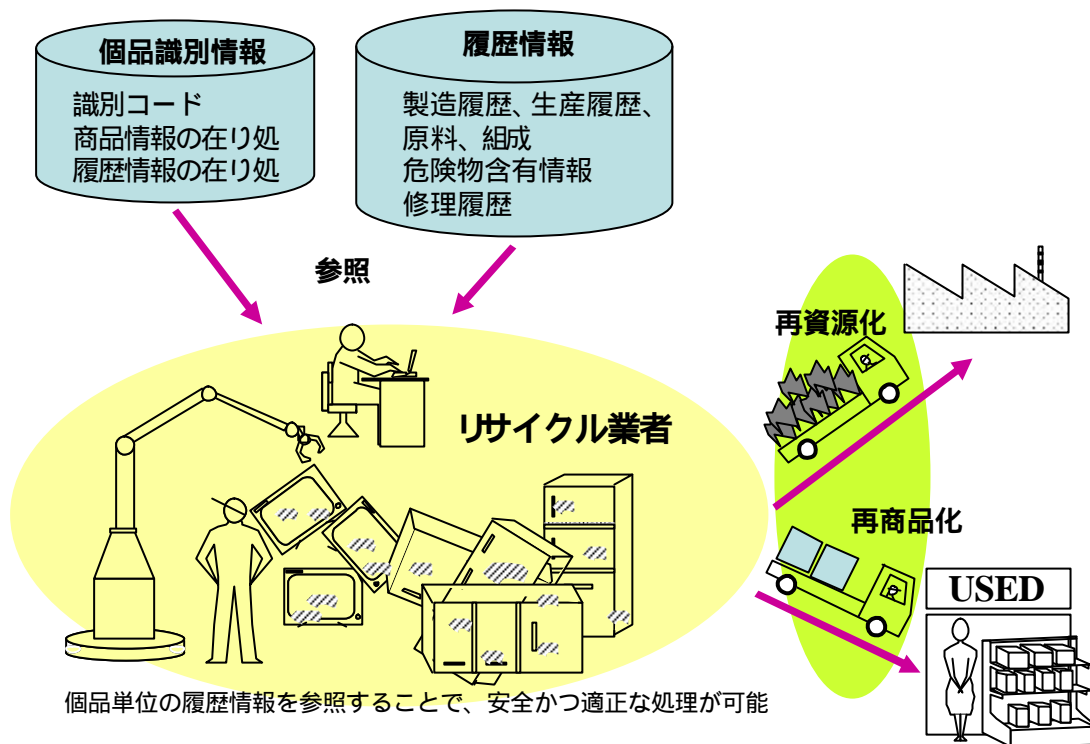 個品識別情報
識別コード
商品情報の在り処
履歴情報の在り処
履歴情報
製造履歴、生産履歴、
原料、組成
危険物含有情報
修理履歴
参照
再資源化
リサイクル業者
再商品化
USED
個品単位の履歴情報を参照することで、安全かつ適正な処理が可能